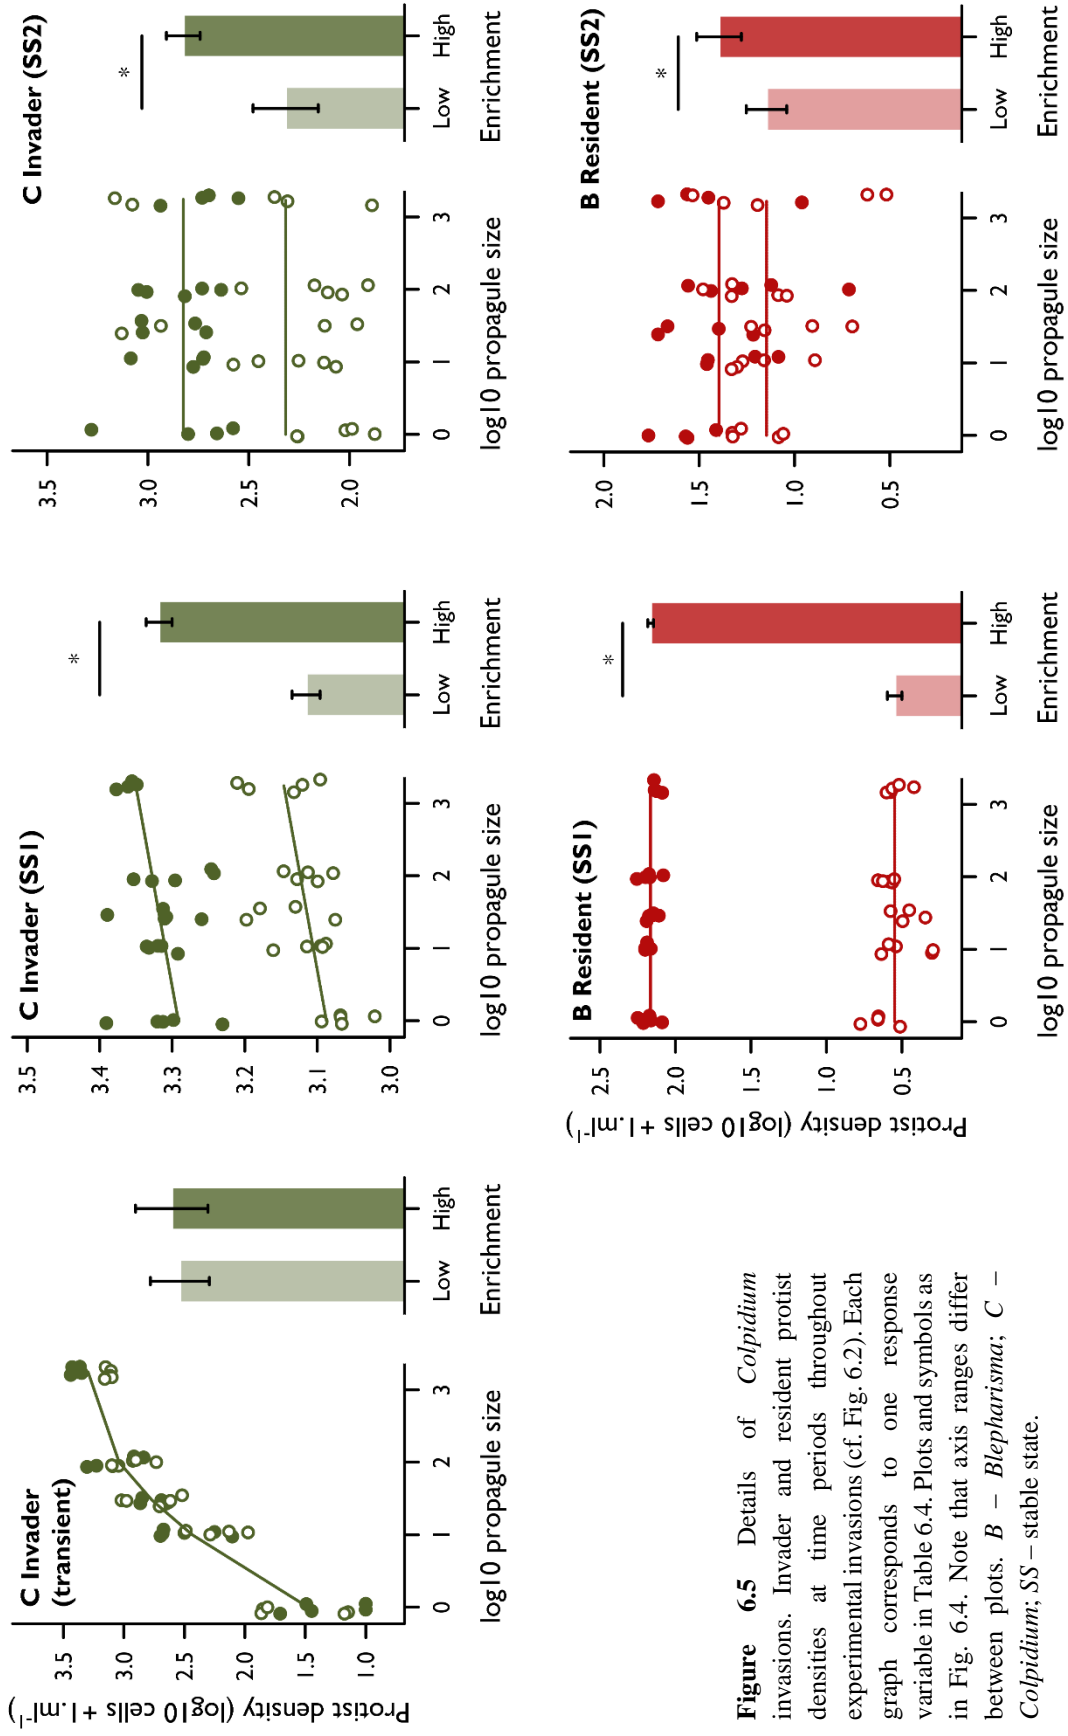 C Invader
(transient)
Protist density (log10 cells +1.ml⁻¹)
3.5
3.0
2.5
2.0
1.5
1.0
0
1
2
3
log10 propagule size
Low
High
Enrichment
C Invader (SS1)
3.5
3.4
3.3
3.2
3.1
3.0
0
1
2
3
log10 propagule size
*
Low
High
Enrichment
C Invader (SS2)
3.5
3.0
2.5
2.0
0
1
2
3
log10 propagule size
*
Low
High
Enrichment
B Resident (SS1)
Protist density (log10 cells +1.ml⁻¹)
2.5
2.0
1.5
1.0
0.5
0
1
2
3
log10 propagule size
*
Low
High
Enrichment
B Resident (SS2)
2.0
1.5
1.0
0.5
0
1
2
3
log10 propagule size
*
Low
High
Enrichment
Figure 6.5 Details of Colpidium
invasions. Invader and resident protist
densities at time periods throughout
experimental invasions (cf. Fig. 6.2). Each
graph corresponds to one response
variable in Table 6.4. Plots and symbols as
in Fig. 6.4. Note that axis ranges differ
between plots. B – Blepharisma; C –
Colpidium; SS – stable state.